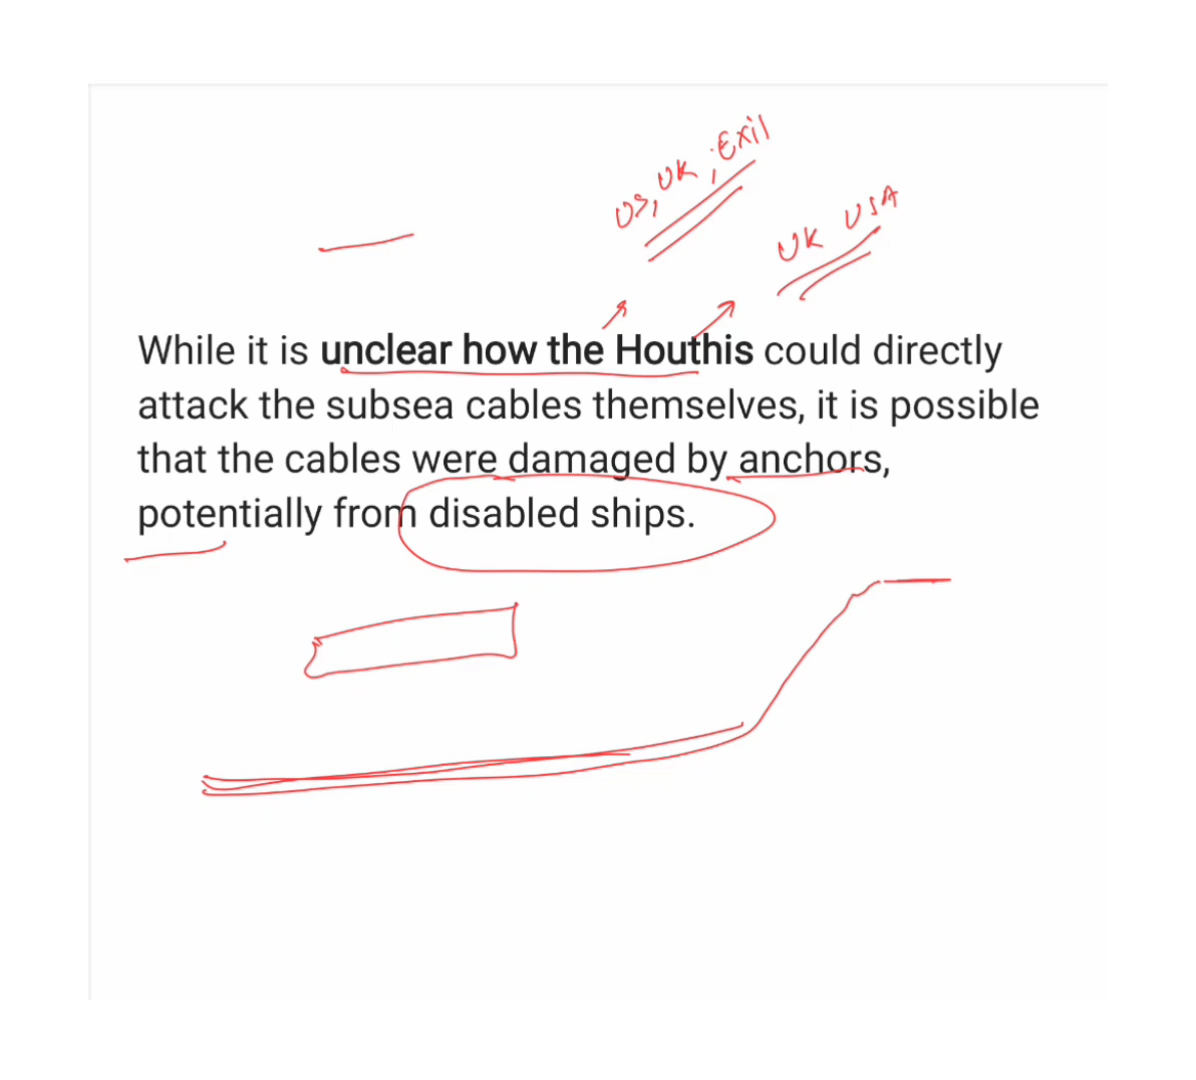 US, UK, Exil
UK USA
While it is unclear how the Houthis could directly
attack the subsea cables themselves, it is possible
that the cables were damaged by anchors,
potentially from disabled ships.